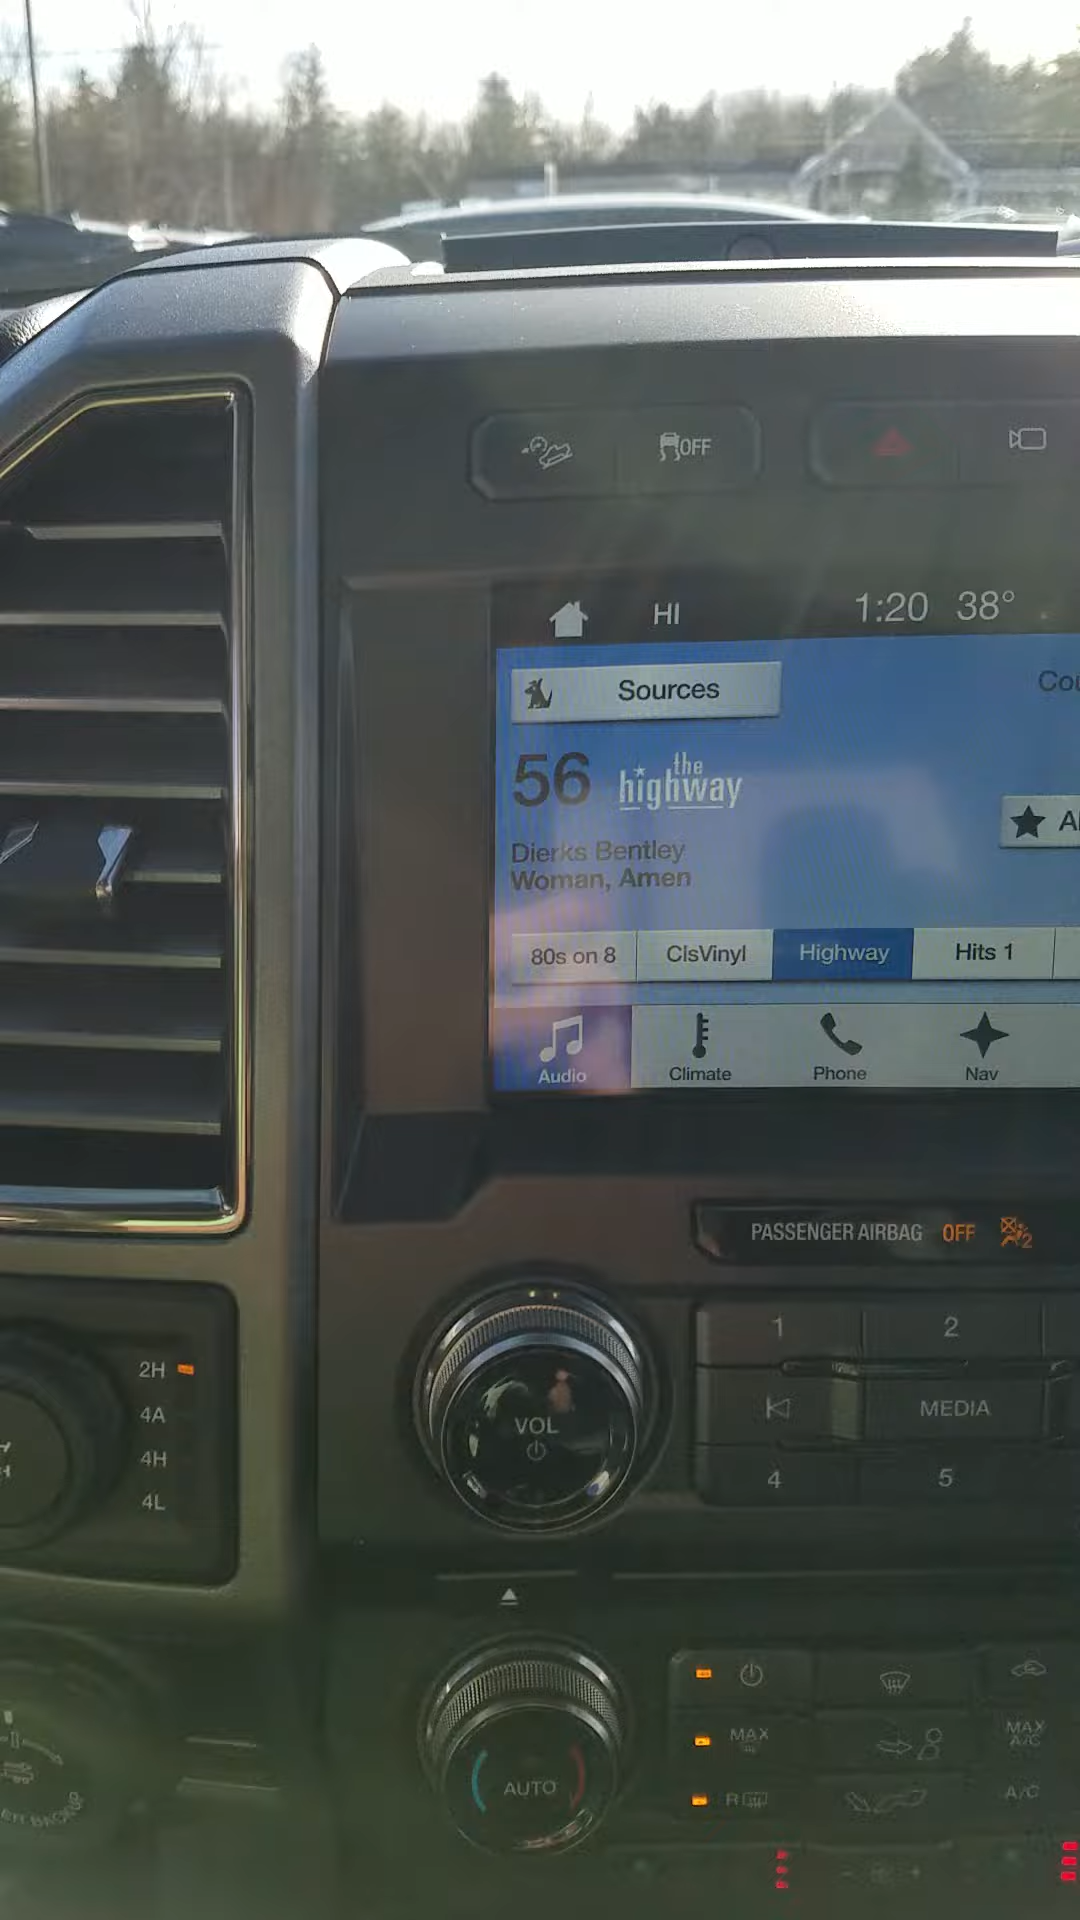 OFF
HI 1:20 38°
Sources
56 the highway
Dierks Bentley
Woman, Amen
80s on 8 ClsVinyl Highway Hits 1
Audio Climate Phone Nav
PASSENGER AIRBAG OFF 2
1 2
2H
4A
4H
4L
VOL
MEDIA
4 5
MAX
MAX A/C
AUTO
R
A/C